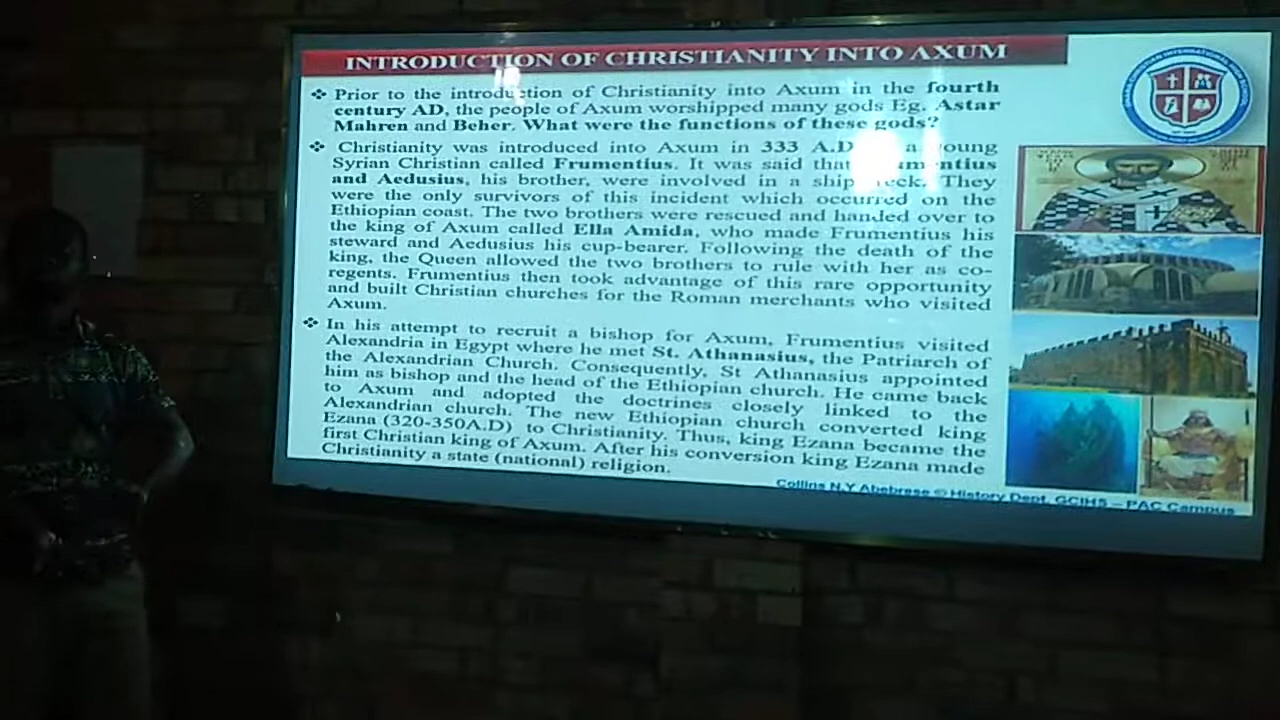 INTRODUCTION OF CHRISTIANITY INTO AXUM
❖ Prior to the introduction of Christianity into Axum in the fourth
century AD, the people of Axum worshipped many gods Eg. Astar
Mahren and Beher. What were the functions of these gods?
❖ Christianity was introduced into Axum in 333 A.D a young
Syrian Christian called Frumentius. It was said that
and Aedusius, his brother, were involved in a ship They
were the only survivors of this incident which occurred on the
Ethiopian coast. The two brothers were rescued and handed over to
the king of Axum called Ella Amida, who made Frumentius his
steward and Aedusius his cup-bearer. Following the death of the
king, the Queen allowed the two brothers to rule with her as co-
regents. Frumentius then took advantage of this rare opportunity
and built Christian churches for the Roman merchants who visited
Axum.
❖ In his attempt to recruit a bishop for Axum, Frumentius visited
Alexandria in Egypt where he met St. Athanasius, the Patriarch of
the Alexandrian Church. Consequently, St Athanasius appointed
him as bishop and the head of the Ethiopian church. He came back
to Axum and adopted the doctrines closely linked to the
Alexandrian church. The new Ethiopian church converted king
Ezana (320-350A.D) to Christianity. Thus, king Ezana became the
first Christian king of Axum. After his conversion king Ezana made
Christianity a state (national) religion.
Collins N.Y Abebrese © History Dept. GCIHS – PAC Campus